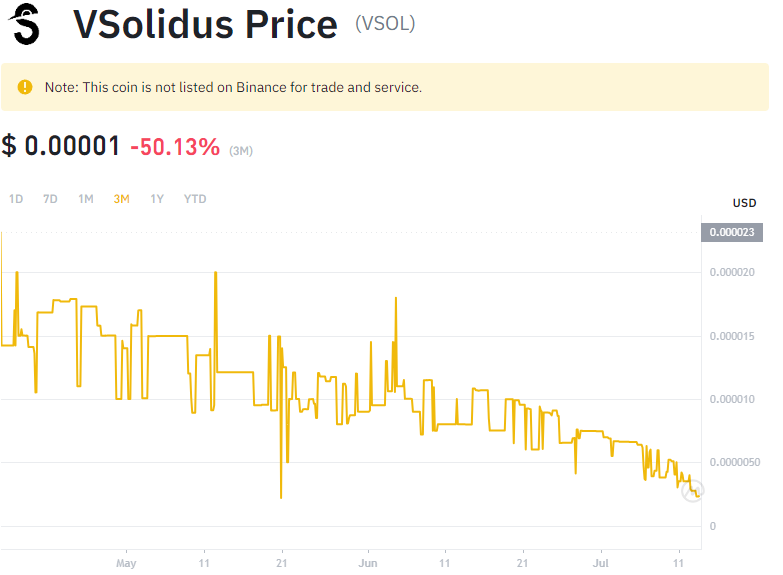 VSolidus Price (VSOL)
Note: This coin is not listed on Binance for trade and service.
$ 0.00001 -50.13% (3M)
1D 7D 1M 3M 1Y YTD
USD
0.000023
0.000020
0.000015
0.000010
0.0000050
0
May 11 21 Jun 11 21 Jul 11